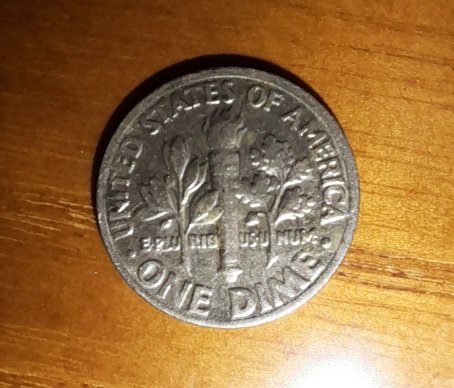 UNITED STATES OF AMERICA
E PLURIBUS UNUM
ONE DIME